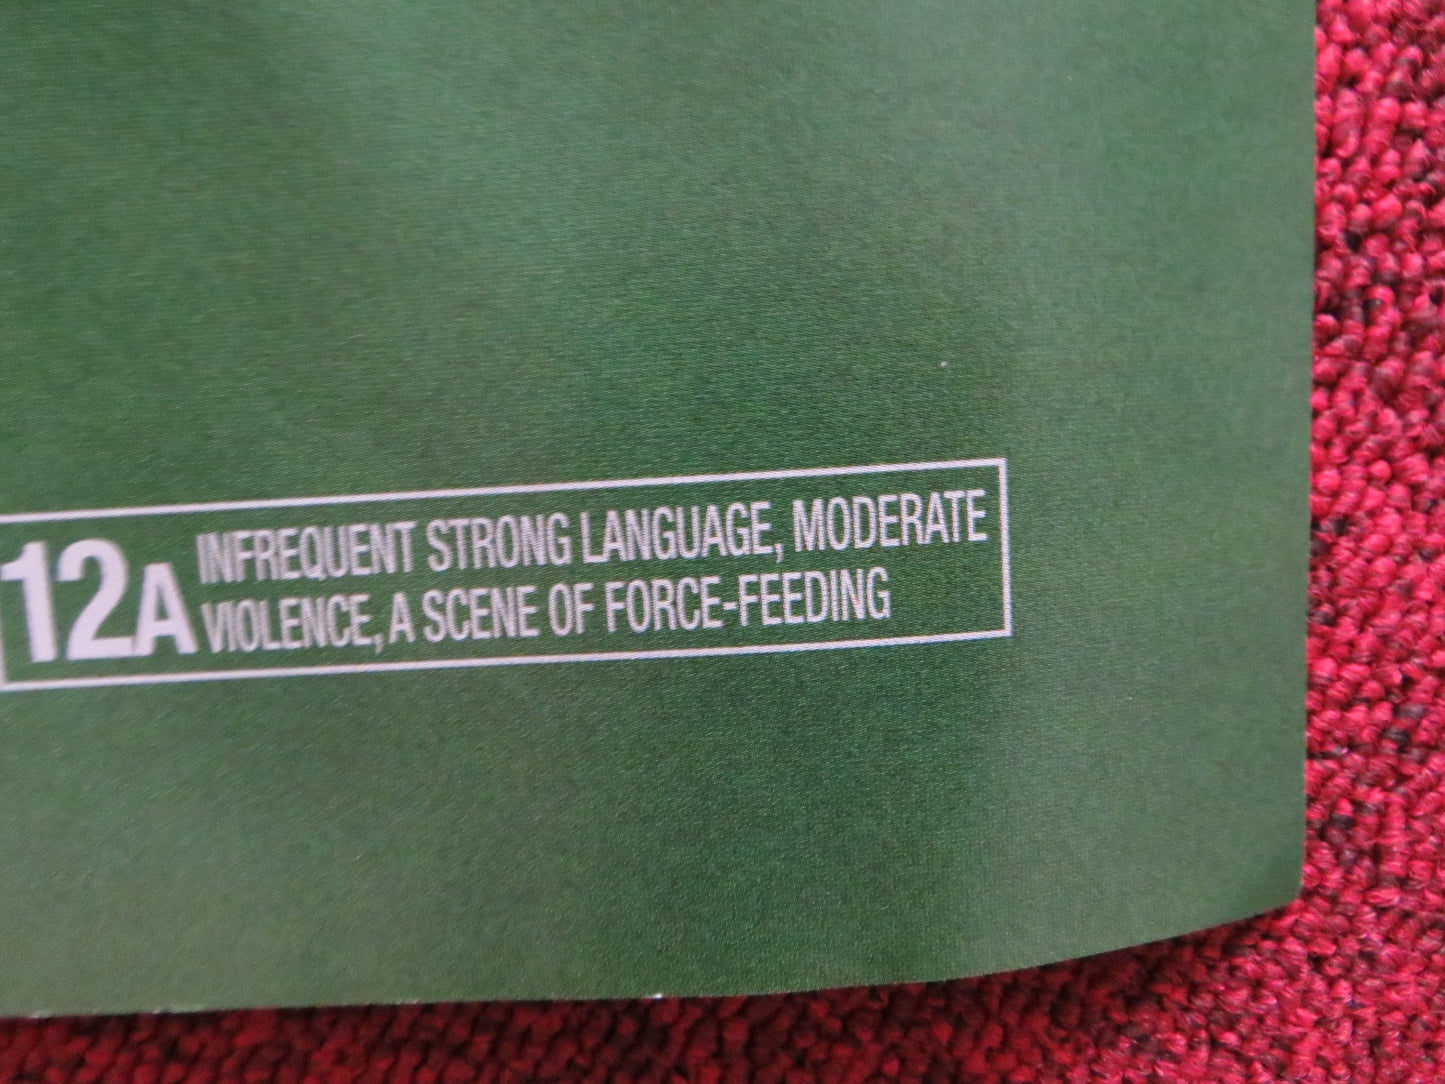 12A INFREQUENT STRONG LANGUAGE, MODERATE
VIOLENCE, A SCENE OF FORCE-FEEDING